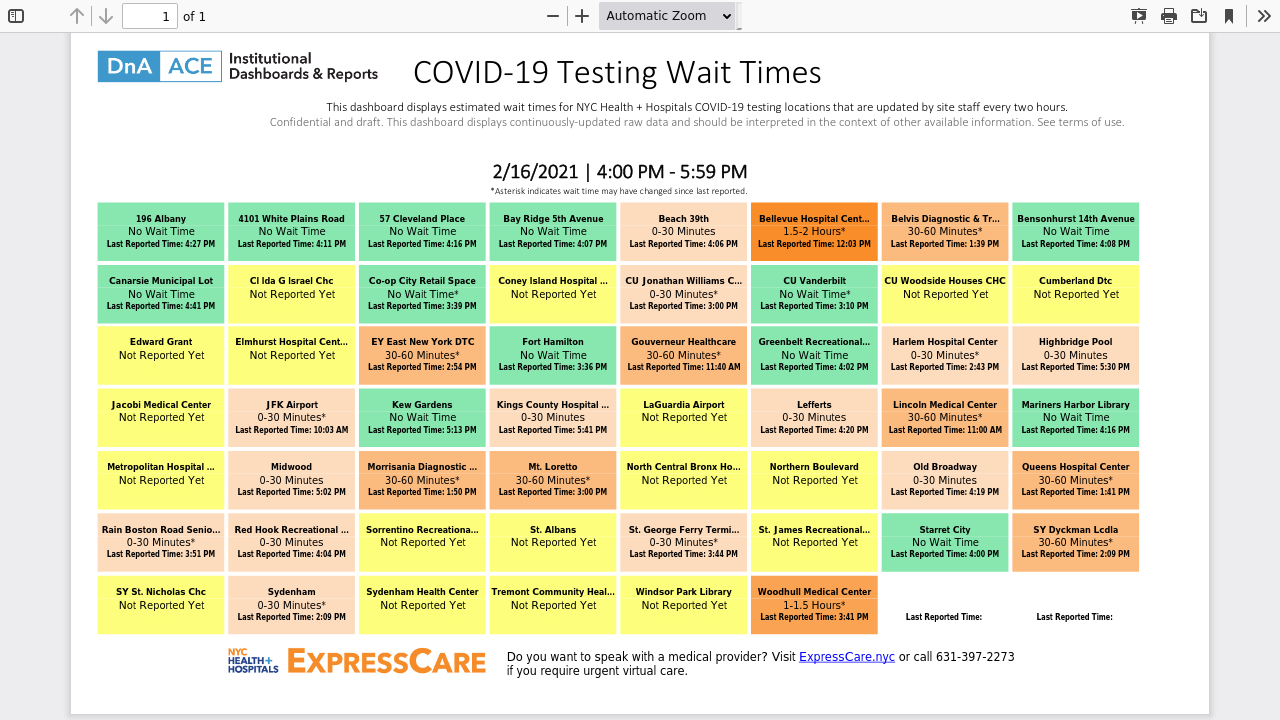 1 of 1 Automatic Zoom
DnA ACE Institutional
Dashboards & Reports
COVID-19 Testing Wait Times
This dashboard displays estimated wait times for NYC Health + Hospitals COVID-19 testing locations that are updated by site staff every two hours.
Confidential and draft. This dashboard displays continuously-updated raw data and should be interpreted in the context of other available information. See terms of use.
2/16/2021 | 4:00 PM - 5:59 PM
*Asterisk indicates wait time may have changed since last reported.
196 Albany
No Wait Time
Last Reported Time: 4:27 PM
4101 White Plains Road
No Wait Time
Last Reported Time: 4:11 PM
57 Cleveland Place
No Wait Time
Last Reported Time: 4:16 PM
Bay Ridge 5th Avenue
No Wait Time
Last Reported Time: 4:07 PM
Beach 39th
0-30 Minutes
Last Reported Time: 4:06 PM
Bellevue Hospital Cent...
1.5-2 Hours*
Last Reported Time: 12:03 PM
Belvis Diagnostic & Tr...
30-60 Minutes*
Last Reported Time: 1:39 PM
Bensonhurst 14th Avenue
No Wait Time
Last Reported Time: 4:08 PM
Canarsie Municipal Lot
No Wait Time
Last Reported Time: 4:41 PM
Cl Ida G Israel Chc
Not Reported Yet
Co-op City Retail Space
No Wait Time*
Last Reported Time: 3:39 PM
Coney Island Hospital ...
Not Reported Yet
CU Jonathan Williams C...
0-30 Minutes*
Last Reported Time: 3:00 PM
CU Vanderbilt
No Wait Time*
Last Reported Time: 3:10 PM
CU Woodside Houses CHC
Not Reported Yet
Cumberland Dtc
Not Reported Yet
Edward Grant
Not Reported Yet
Elmhurst Hospital Cent...
Not Reported Yet
EY East New York DTC
30-60 Minutes*
Last Reported Time: 2:54 PM
Fort Hamilton
No Wait Time
Last Reported Time: 3:36 PM
Gouverneur Healthcare
30-60 Minutes*
Last Reported Time: 11:40 AM
Greenbelt Recreational...
No Wait Time
Last Reported Time: 4:02 PM
Harlem Hospital Center
0-30 Minutes*
Last Reported Time: 2:43 PM
Highbridge Pool
0-30 Minutes
Last Reported Time: 5:30 PM
Jacobi Medical Center
Not Reported Yet
JFK Airport
0-30 Minutes*
Last Reported Time: 10:03 AM
Kew Gardens
No Wait Time
Last Reported Time: 5:13 PM
Kings County Hospital ...
0-30 Minutes
Last Reported Time: 5:41 PM
LaGuardia Airport
Not Reported Yet
Lefferts
0-30 Minutes
Last Reported Time: 4:20 PM
Lincoln Medical Center
30-60 Minutes*
Last Reported Time: 11:00 AM
Mariners Harbor Library
No Wait Time
Last Reported Time: 4:16 PM
Metropolitan Hospital ...
Not Reported Yet
Midwood
0-30 Minutes
Last Reported Time: 5:02 PM
Morrisania Diagnostic ...
30-60 Minutes*
Last Reported Time: 1:50 PM
Mt. Loretto
30-60 Minutes*
Last Reported Time: 3:00 PM
North Central Bronx Ho...
Not Reported Yet
Northern Boulevard
Not Reported Yet
Old Broadway
0-30 Minutes
Last Reported Time: 4:19 PM
Queens Hospital Center
30-60 Minutes*
Last Reported Time: 1:41 PM
Rain Boston Road Senio...
0-30 Minutes*
Last Reported Time: 3:51 PM
Red Hook Recreational ...
0-30 Minutes
Last Reported Time: 4:04 PM
Sorrentino Recreationa...
Not Reported Yet
St. Albans
Not Reported Yet
St. George Ferry Termi...
0-30 Minutes*
Last Reported Time: 3:44 PM
St. James Recreational...
Not Reported Yet
Starret City
No Wait Time
Last Reported Time: 4:00 PM
SY Dyckman Lcdla
30-60 Minutes*
Last Reported Time: 2:09 PM
SY St. Nicholas Chc
Not Reported Yet
Sydenham
0-30 Minutes*
Last Reported Time: 2:09 PM
Sydenham Health Center
Not Reported Yet
Tremont Community Heal...
Not Reported Yet
Windsor Park Library
Not Reported Yet
Woodhull Medical Center
1-1.5 Hours*
Last Reported Time: 3:41 PM
Last Reported Time:
Last Reported Time:
NYC
HEALTH+
HOSPITALS
EXPRESSCARE
Do you want to speak with a medical provider? Visit ExpressCare.nyc or call 631-397-2273
if you require urgent virtual care.